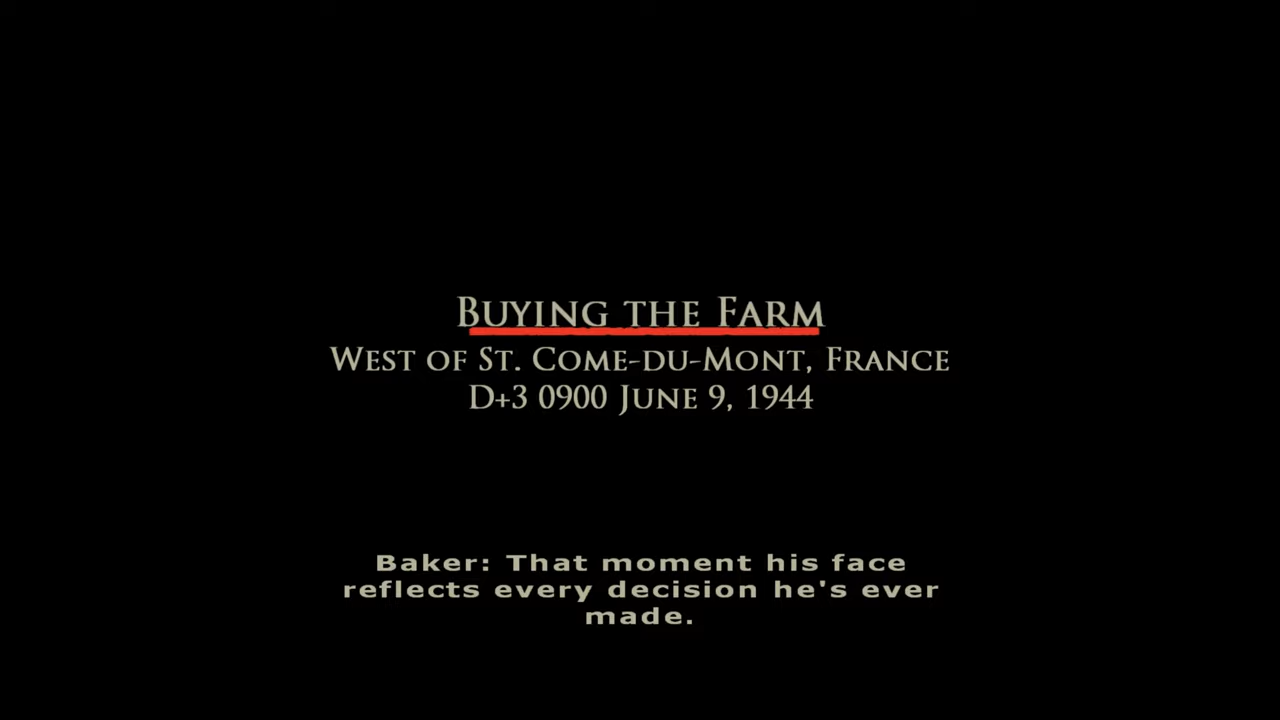 Buying the Farm
West of St. Come-du-Mont, France
D+3 0900 June 9, 1944
Baker: That moment his face
reflects every decision he's ever
made.